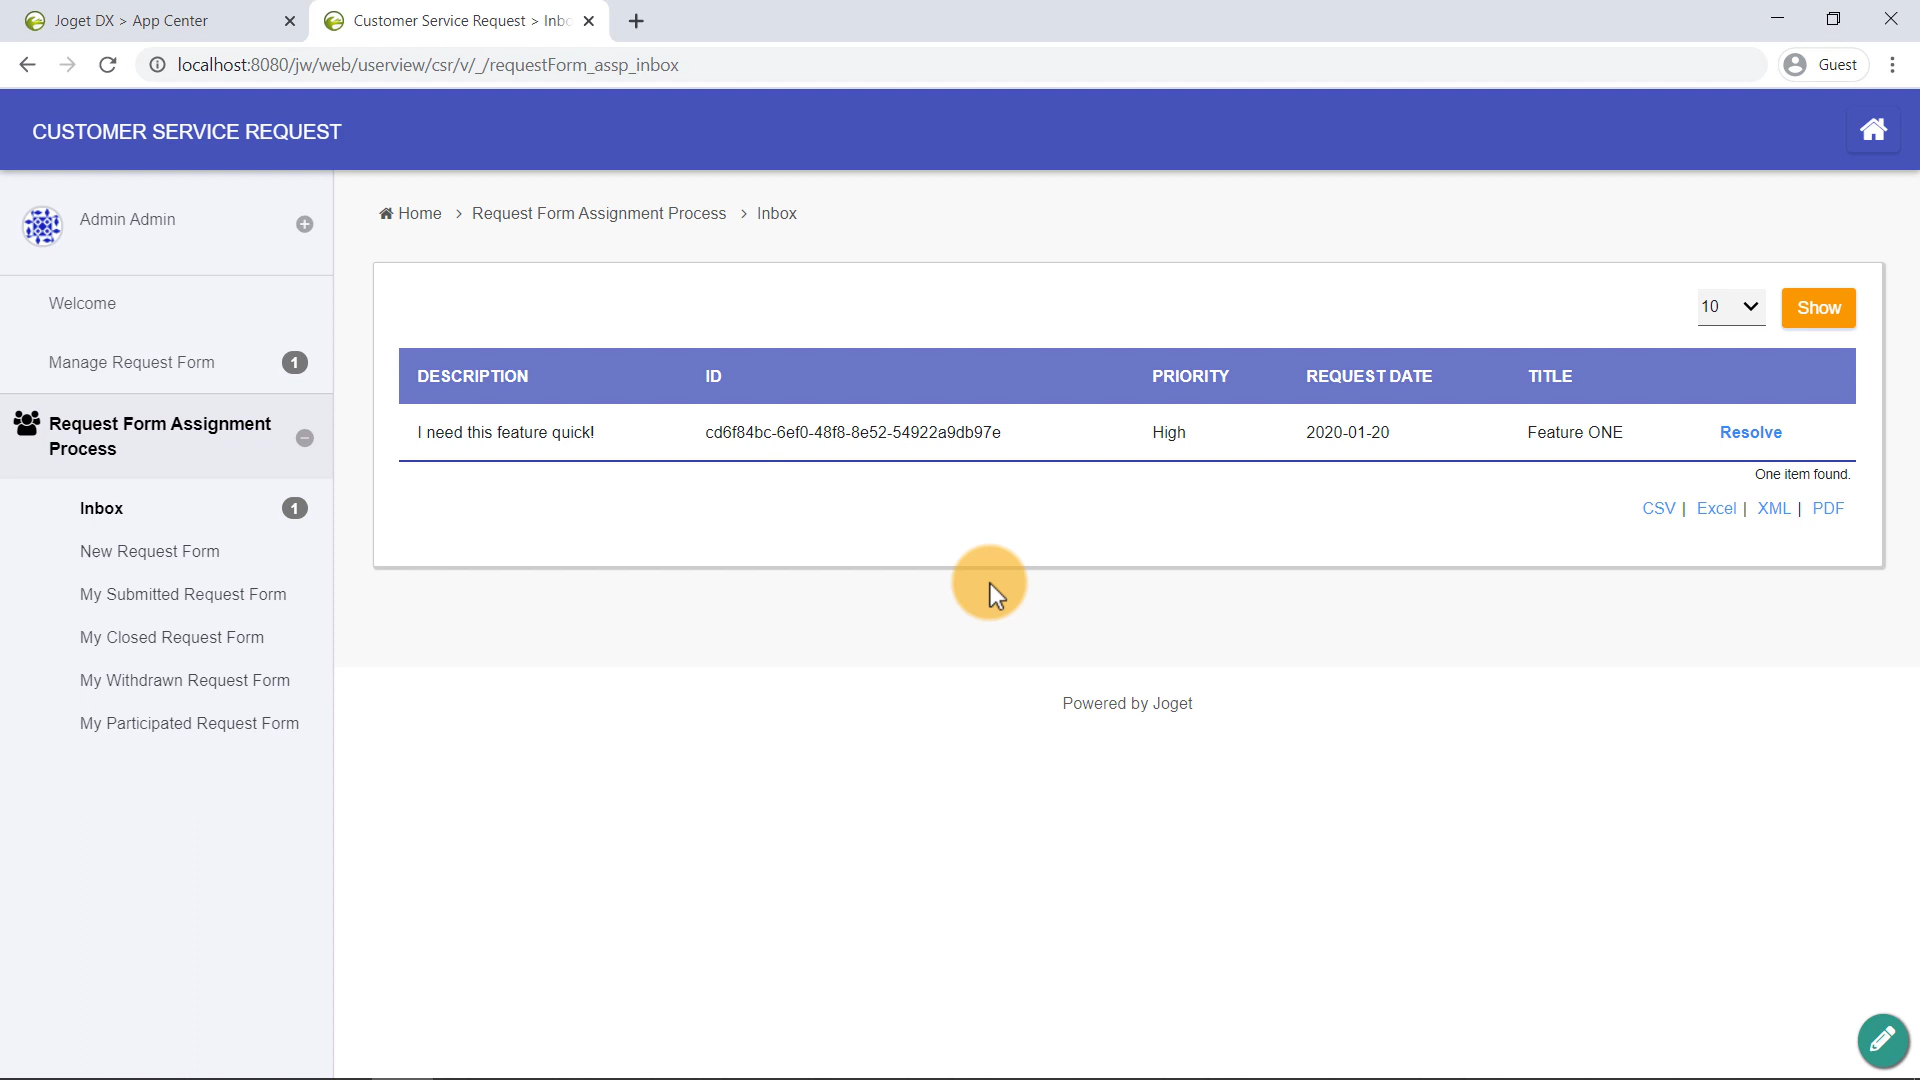 Joget DX > App Center
Customer Service Request > Inbc
localhost:8080/jw/web/userview/csr/v/_/requestForm_assp_inbox
Guest
CUSTOMER SERVICE REQUEST
Admin Admin
Home > Request Form Assignment Process > Inbox
Welcome
Manage Request Form 1
Request Form Assignment
Process
Inbox 1
New Request Form
My Submitted Request Form
My Closed Request Form
My Withdrawn Request Form
My Participated Request Form
10 Show
DESCRIPTION ID PRIORITY REQUEST DATE TITLE
I need this feature quick! cd6f84bc-6ef0-48f8-8e52-54922a9db97e High 2020-01-20 Feature ONE Resolve
One item found.
CSV | Excel | XML | PDF
Powered by Joget